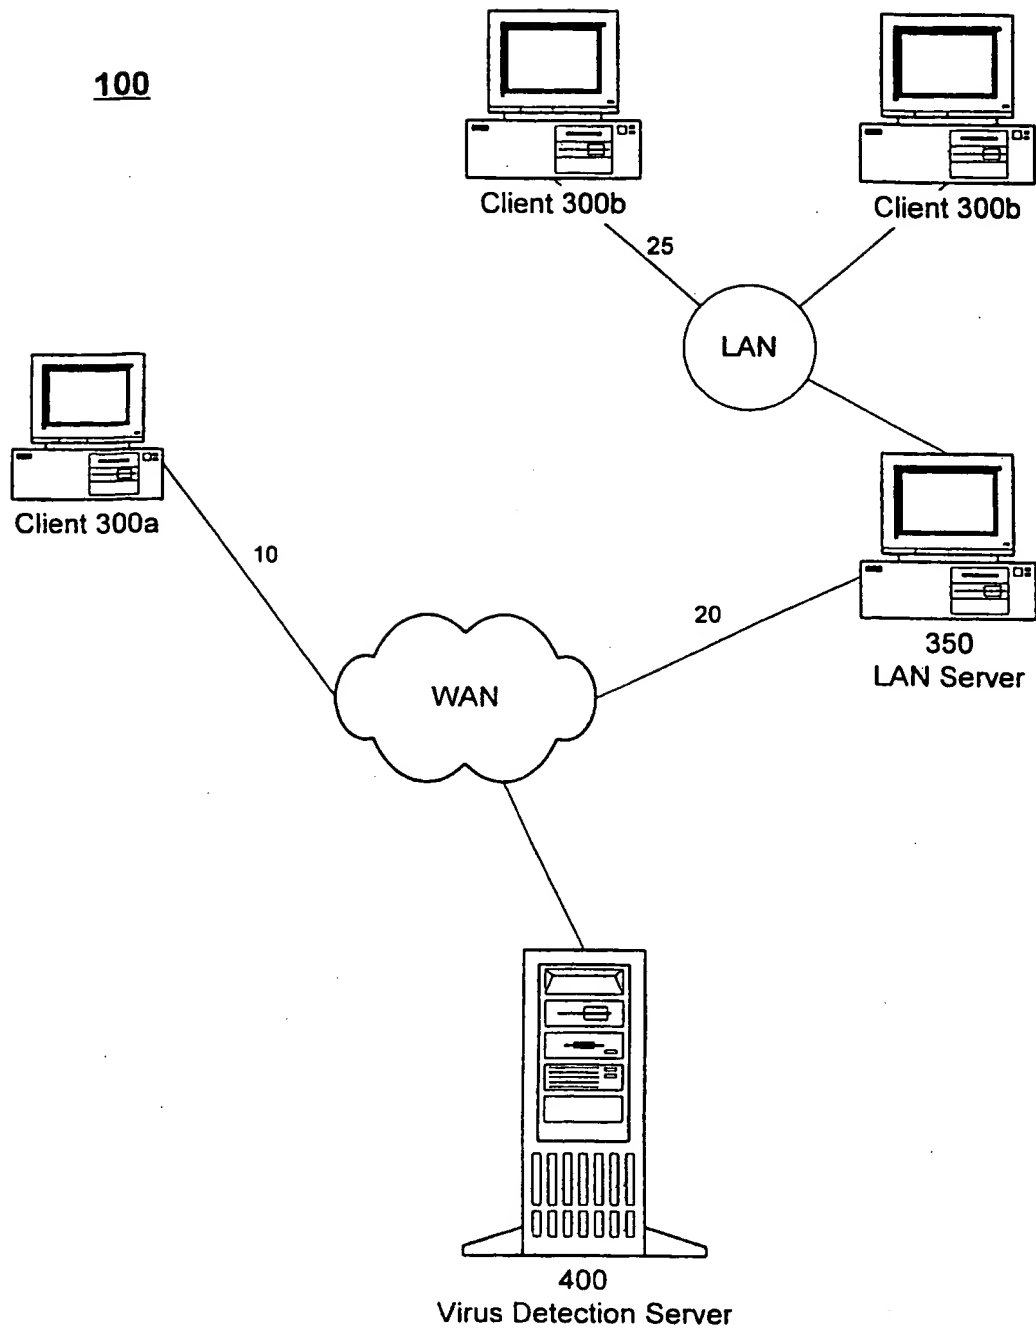 100
Client 300b
Client 300b
25
LAN
Client 300a
10
20
350
LAN Server
WAN
400
Virus Detection Server